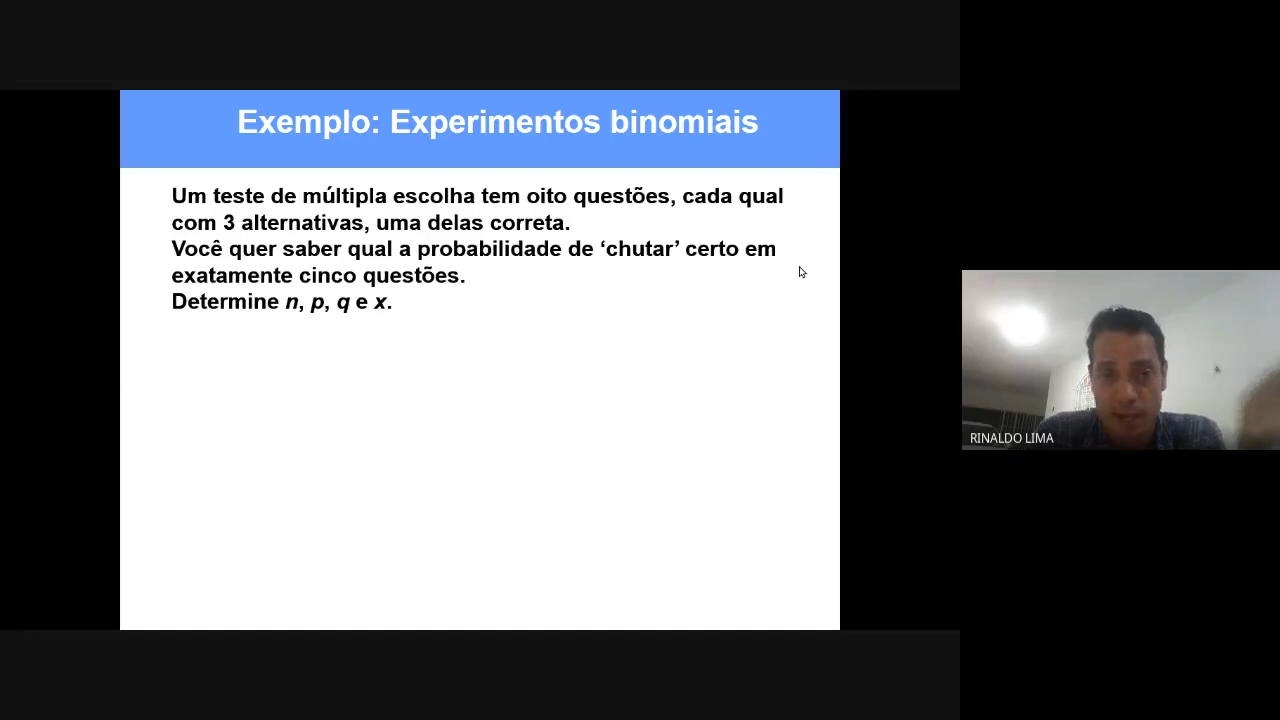 Exemplo: Experimentos binomiais
Um teste de múltipla escolha tem oito questões, cada qual
com 3 alternativas, uma delas correta.
Você quer saber qual a probabilidade de ‘chutar’ certo em
exatamente cinco questões.
Determine n, p, q e x.
RINALDO LIMA